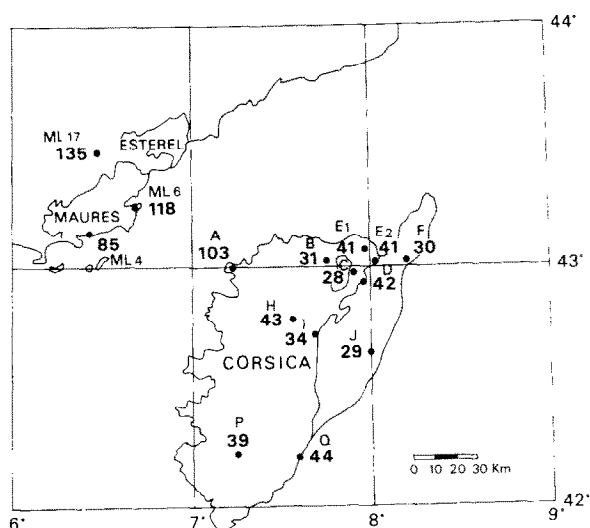 44°
ML 17
135
ESTEREL
ML 6
118
MAURES
85
ML 4
A
103
B
31
E1
41
E2
41
F
30
C
28
D
42
43°
H
43
I
34
J
29
CORSICA
P
39
Q
44
0 10 20 30 Km
42°
6° 7° 8° 9°